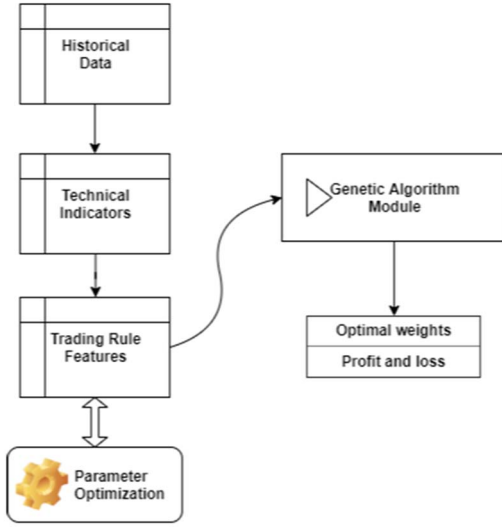 Historical
Data
Technical
Indicators
Genetic Algorithm
Module
Trading Rule
Features
Optimal weights
Profit and loss
Parameter
Optimization